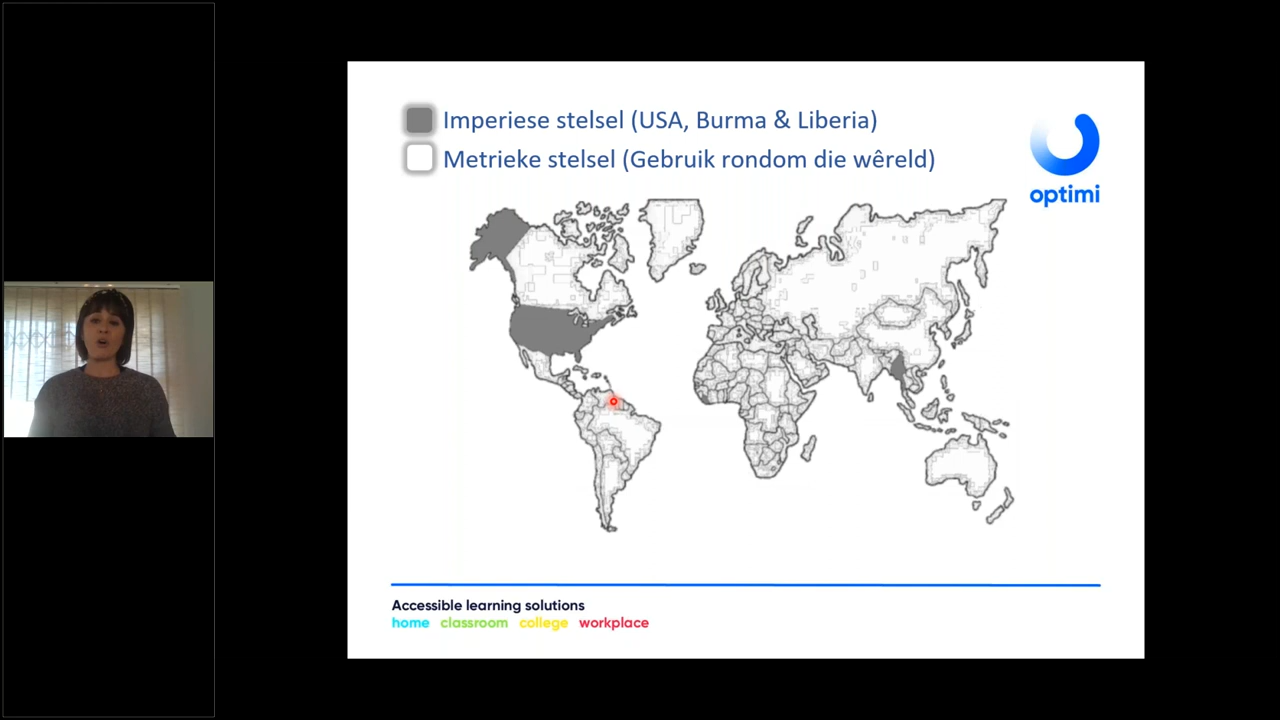 Imperiese stelsel (USA, Burma & Liberia)
Metrieke stelsel (Gebruik rondom die wêreld)
optimi
Accessible learning solutions
home classroom college workplace